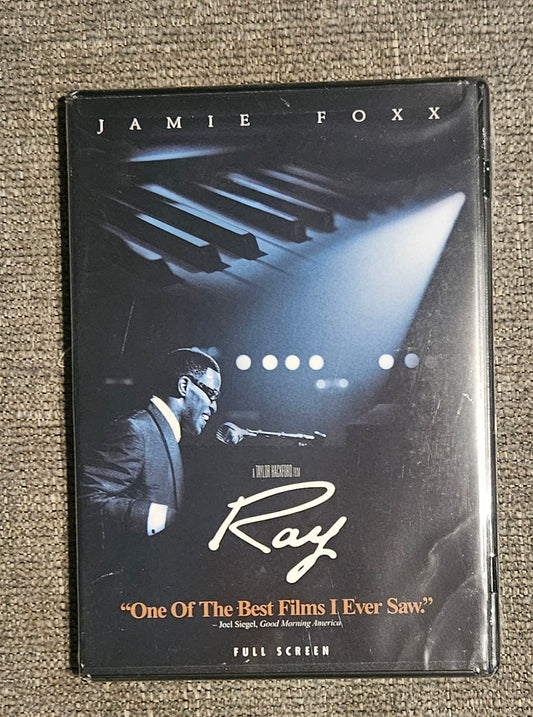 JAMIE FOXX
A TAYLOR HACKFORD FILM
Ray
“One Of The Best Films I Ever Saw.”
– Joel Siegel, Good Morning America
FULL SCREEN